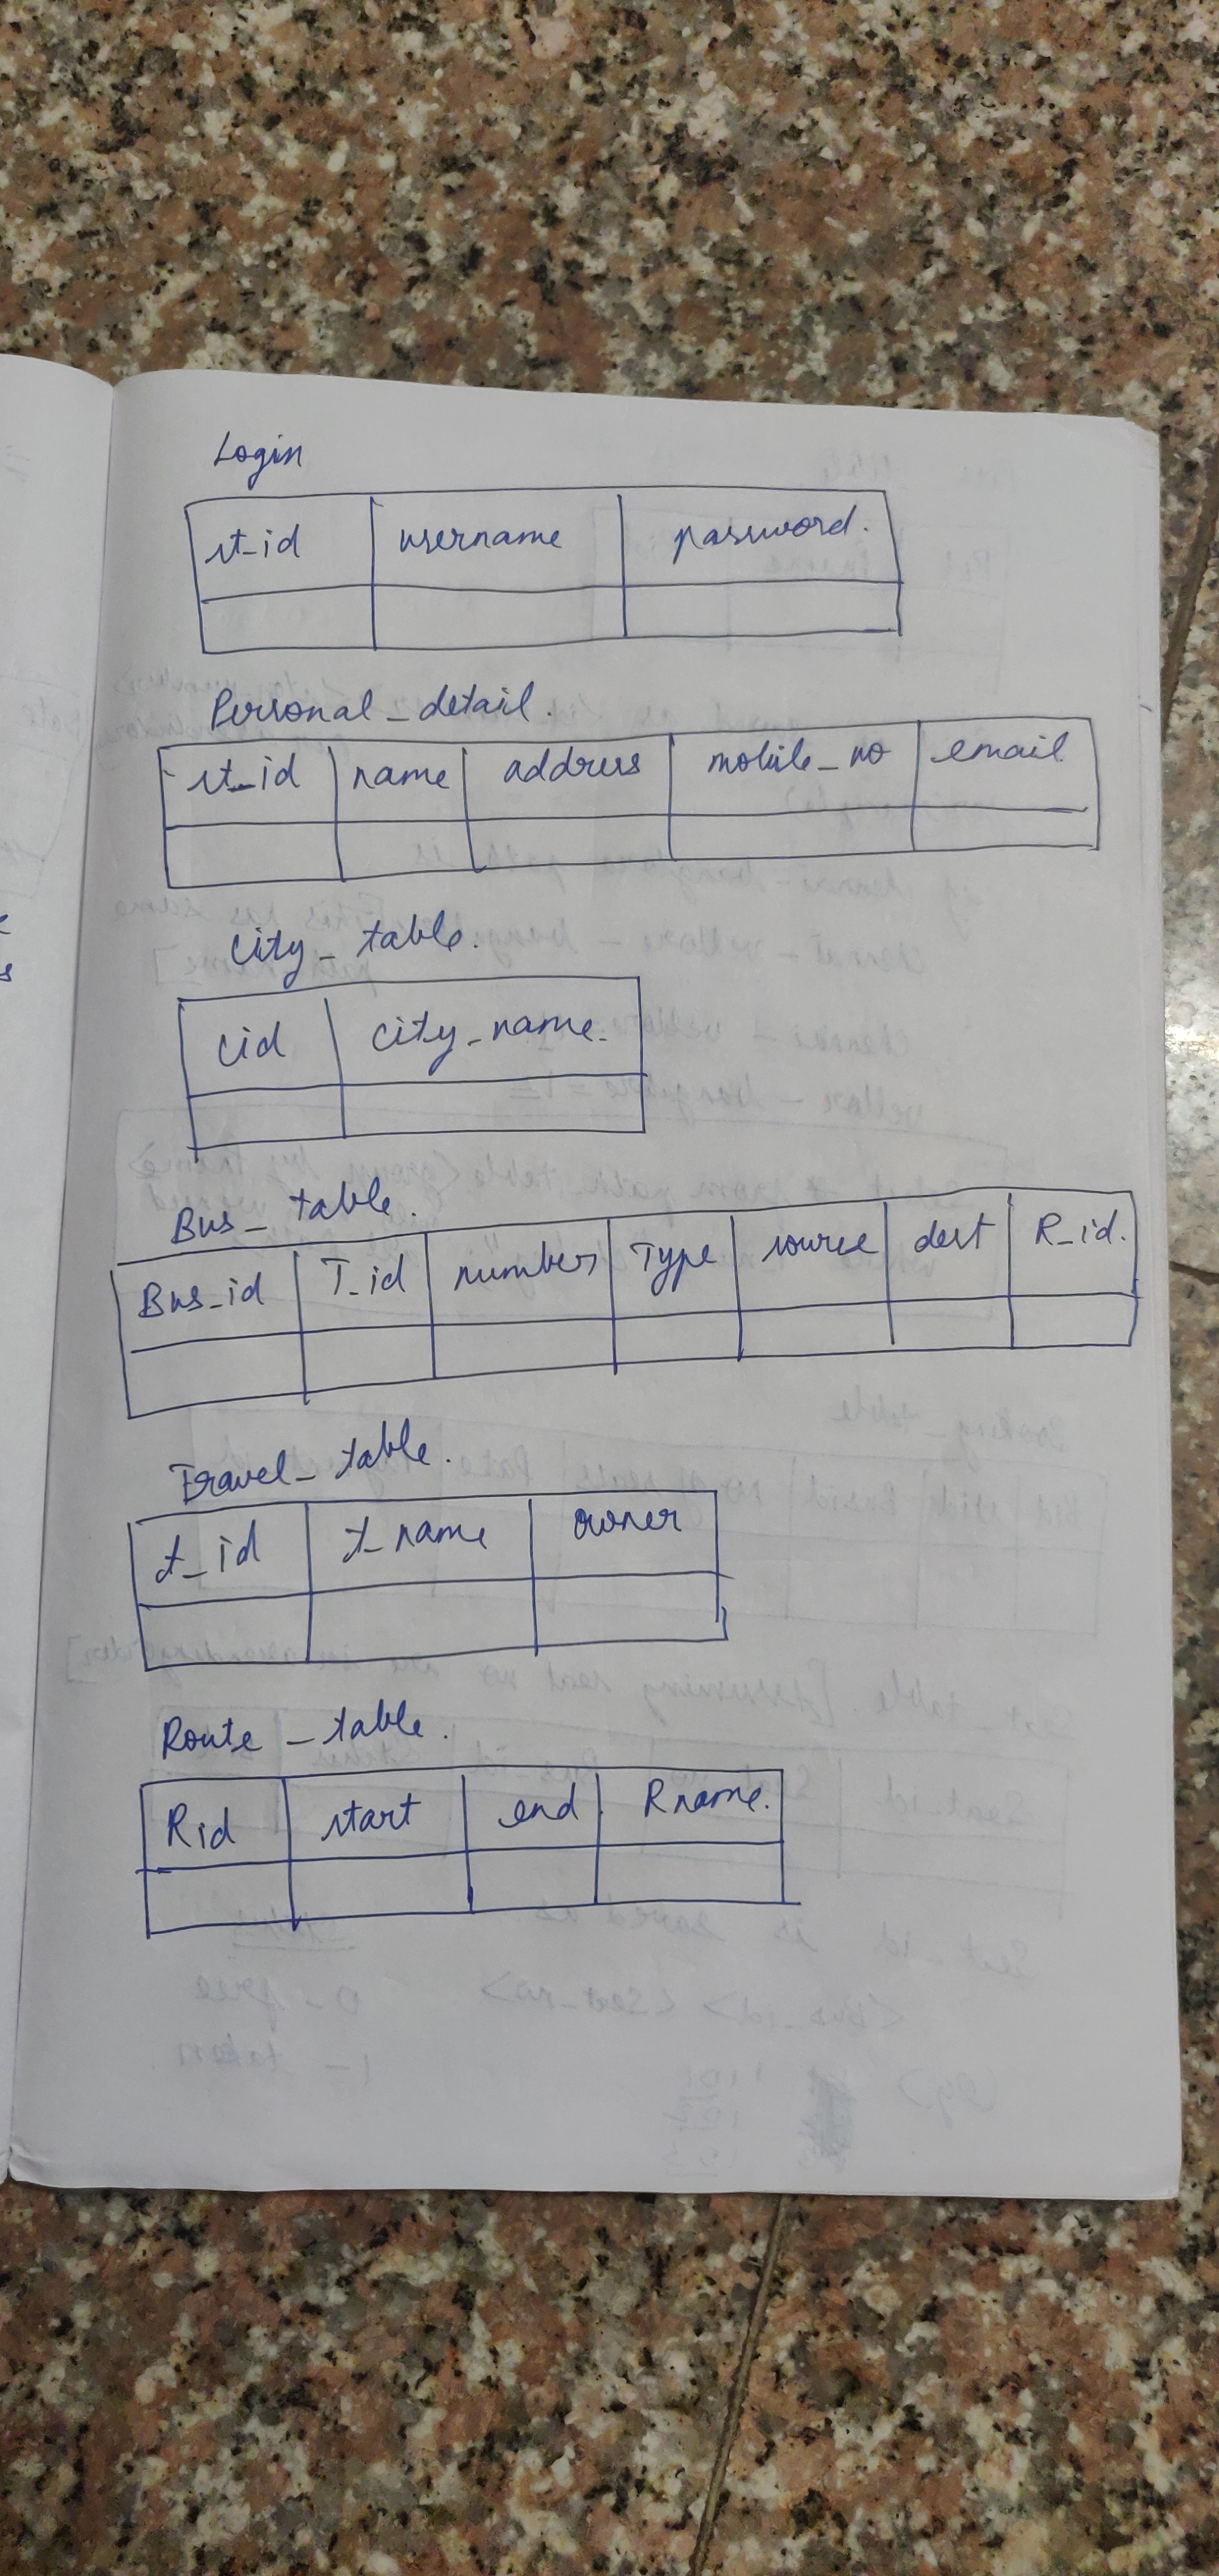 Login
st_id username password.
Personal_detail.
st_id name address mobile_no email
City_table.
Cid City_name.
Bus_table.
Bus_id T_id number Type source dest R_id.
Travel_table.
t_id t_name owner
Route_table.
Rid start end Rname.